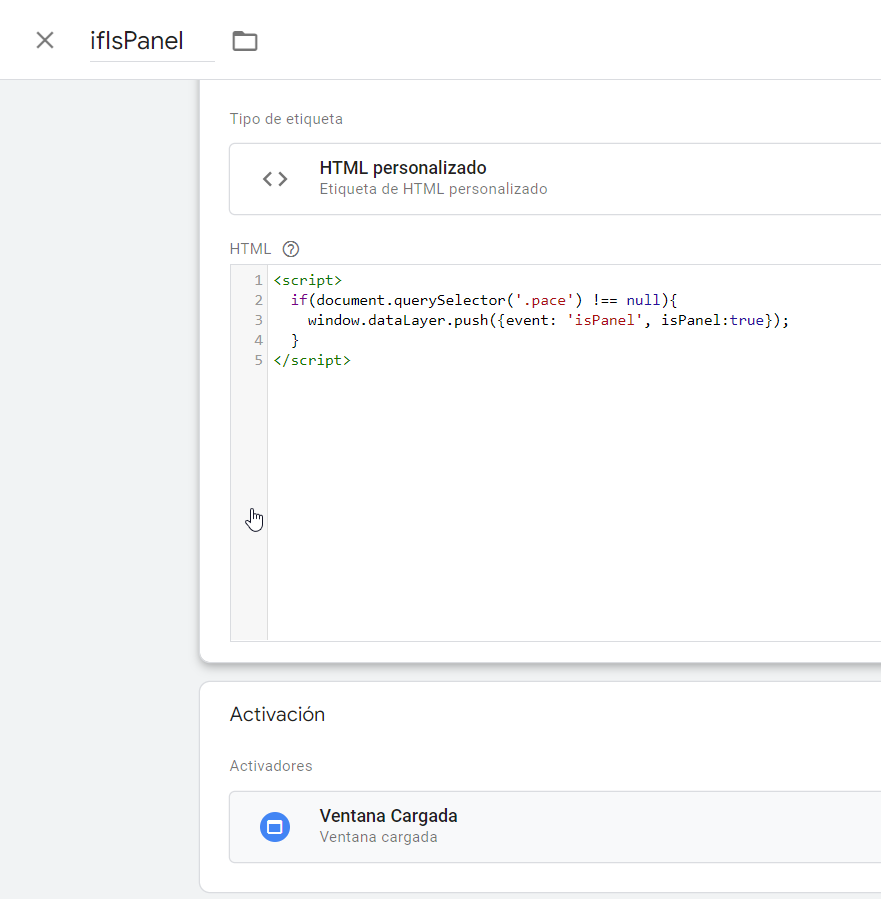 ifIsPanel
Tipo de etiqueta
HTML personalizado
Etiqueta de HTML personalizado
HTML ?
1 <script>
2   if(document.querySelector('.pace') !== null){
3     window.dataLayer.push({event: 'isPanel', isPanel:true});
4   }
5 </script>
Activación
Activadores
Ventana Cargada
Ventana cargada